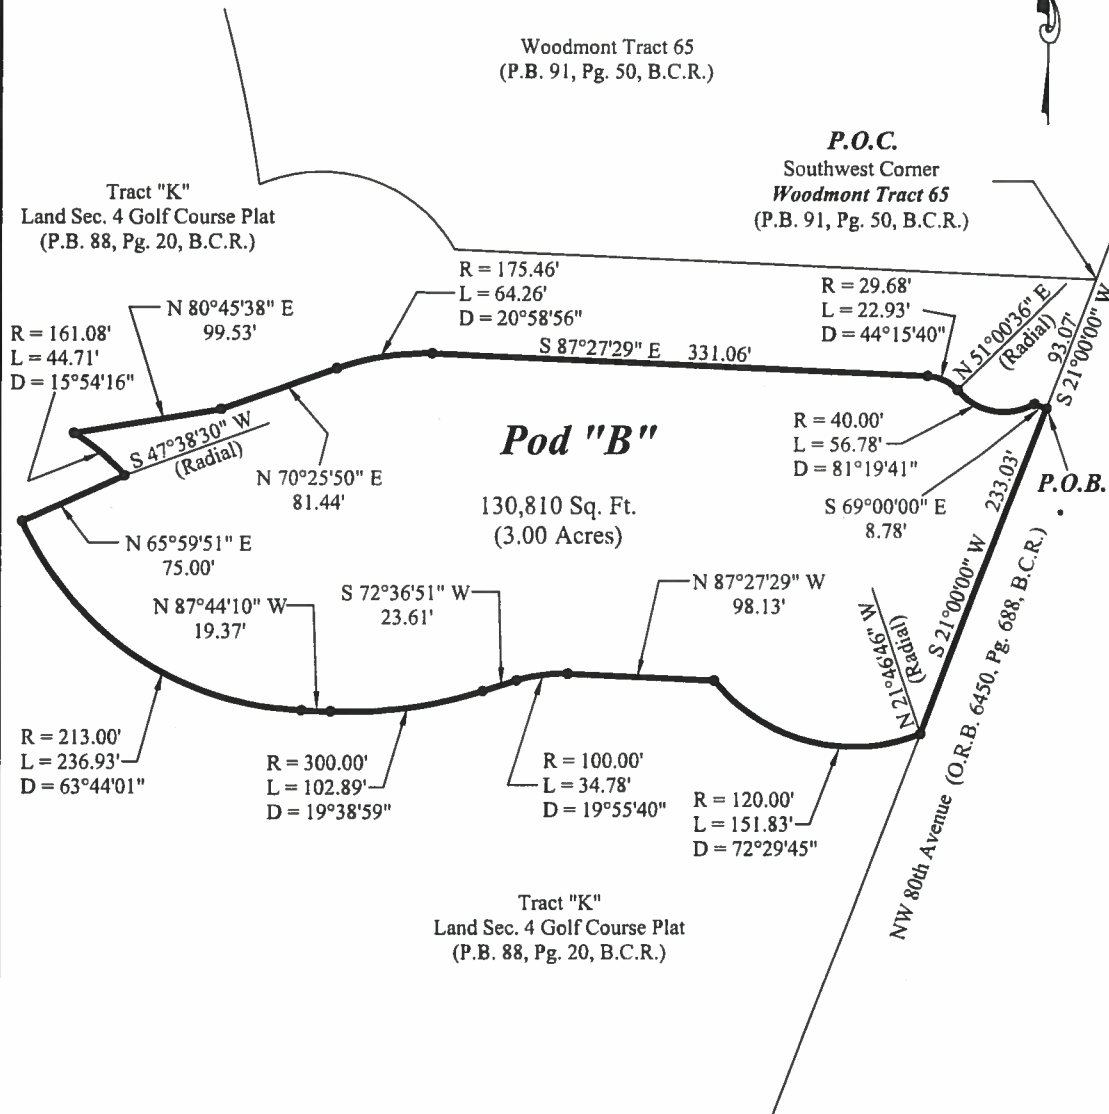 Woodmont Tract 65
(P.B. 91, Pg. 50, B.C.R.)
P.O.C.
Southwest Corner
Woodmont Tract 65
(P.B. 91, Pg. 50, B.C.R.)
Tract "K"
Land Sec. 4 Golf Course Plat
(P.B. 88, Pg. 20, B.C.R.)
R = 175.46'
L = 64.26'
D = 20°58'56"
R = 29.68'
L = 22.93'
D = 44°15'40"
N 51°00'36" E
(Radial)
93.07'
S 21°00'00" W
N 80°45'38" E
99.53'
R = 161.08'
L = 44.71'
D = 15°54'16"
S 87°27'29" E 331.06'
S 47°38'30" W
(Radial)
N 70°25'50" E
81.44'
Pod "B"
130,810 Sq. Ft.
(3.00 Acres)
R = 40.00'
L = 56.78'
D = 81°19'41"
S 69°00'00" E
8.78'
P.O.B.
S 21°00'00" W 233.03'
N 65°59'51" E
75.00'
N 87°44'10" W
19.37'
S 72°36'51" W
23.61'
N 87°27'29" W
98.13'
N 21°46'46" W
(Radial)
NW 80th Avenue (O.R.B. 6450, Pg. 688, B.C.R.)
R = 213.00'
L = 236.93'
D = 63°44'01"
R = 300.00'
L = 102.89'
D = 19°38'59"
R = 100.00'
L = 34.78'
D = 19°55'40"
R = 120.00'
L = 151.83'
D = 72°29'45"
Tract "K"
Land Sec. 4 Golf Course Plat
(P.B. 88, Pg. 20, B.C.R.)